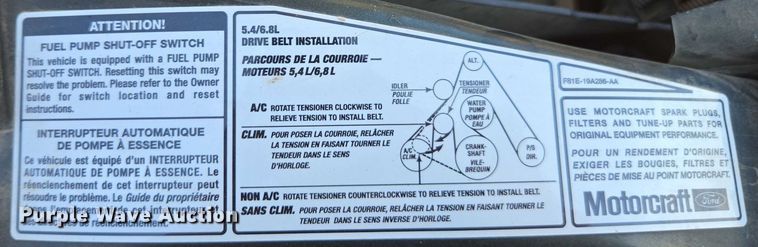 ATTENTION!
FUEL PUMP SHUT-OFF SWITCH
This vehicle is equipped with a FUEL PUMP
SHUT-OFF SWITCH. Resetting this switch may
resolve the problem. Please refer to the Owner
Guide for switch location and reset
instructions.
INTERRUPTEUR AUTOMATIQUE
DE POMPE À ESSENCE
Ce véhicule est équipé d'un INTERRUPTEUR
AUTOMATIQUE DE POMPE À ESSENCE. Le
réenclenchement de cet interrupteur peut
résoudre le problème. Le Guide du propriétaire
de réenclenchement.
Purple Wave Auction
5.4/6.8L
DRIVE BELT INSTALLATION
PARCOURS DE LA COURROIE —
MOTEURS 5,4 L/6,8 L
A/C ROTATE TENSIONER CLOCKWISE TO
RELIEVE TENSION TO INSTALL BELT.
CLIM. POUR POSER LA COURROIE, RELÂCHER
LA TENSION EN FAISANT TOURNER LE
TENDEUR DANS LE SENS
D'HORLOGE.
ALT.
IDLER
POULIE
FOLLE
TENSIONER
TENDEUR
WATER
PUMP
POMPE À
EAU
A/C
CLIM.
CRANK-
SHAFT
VILE-
BREQUIN
P/S
DIR.
NON A/C ROTATE TENSIONER COUNTERCLOCKWISE TO RELIEVE TENSION TO INSTALL BELT.
SANS CLIM. POUR POSER LA COURROIE, RELÂCHER LA TENSION EN FAISANT TOURNER LE
TENDEUR DANS LE SENS INVERSE D'HORLOGE.
F81E-19A286-AA
USE MOTORCRAFT SPARK PLUGS,
FILTERS AND TUNE-UP PARTS FOR
ORIGINAL EQUIPMENT PERFORMANCE.
POUR UN RENDEMENT D'ORIGINE,
EXIGER LES BOUGIES, FILTRES ET
PIÈCES DE MISE AU POINT MOTORCRAFT.
Motorcraft Ford